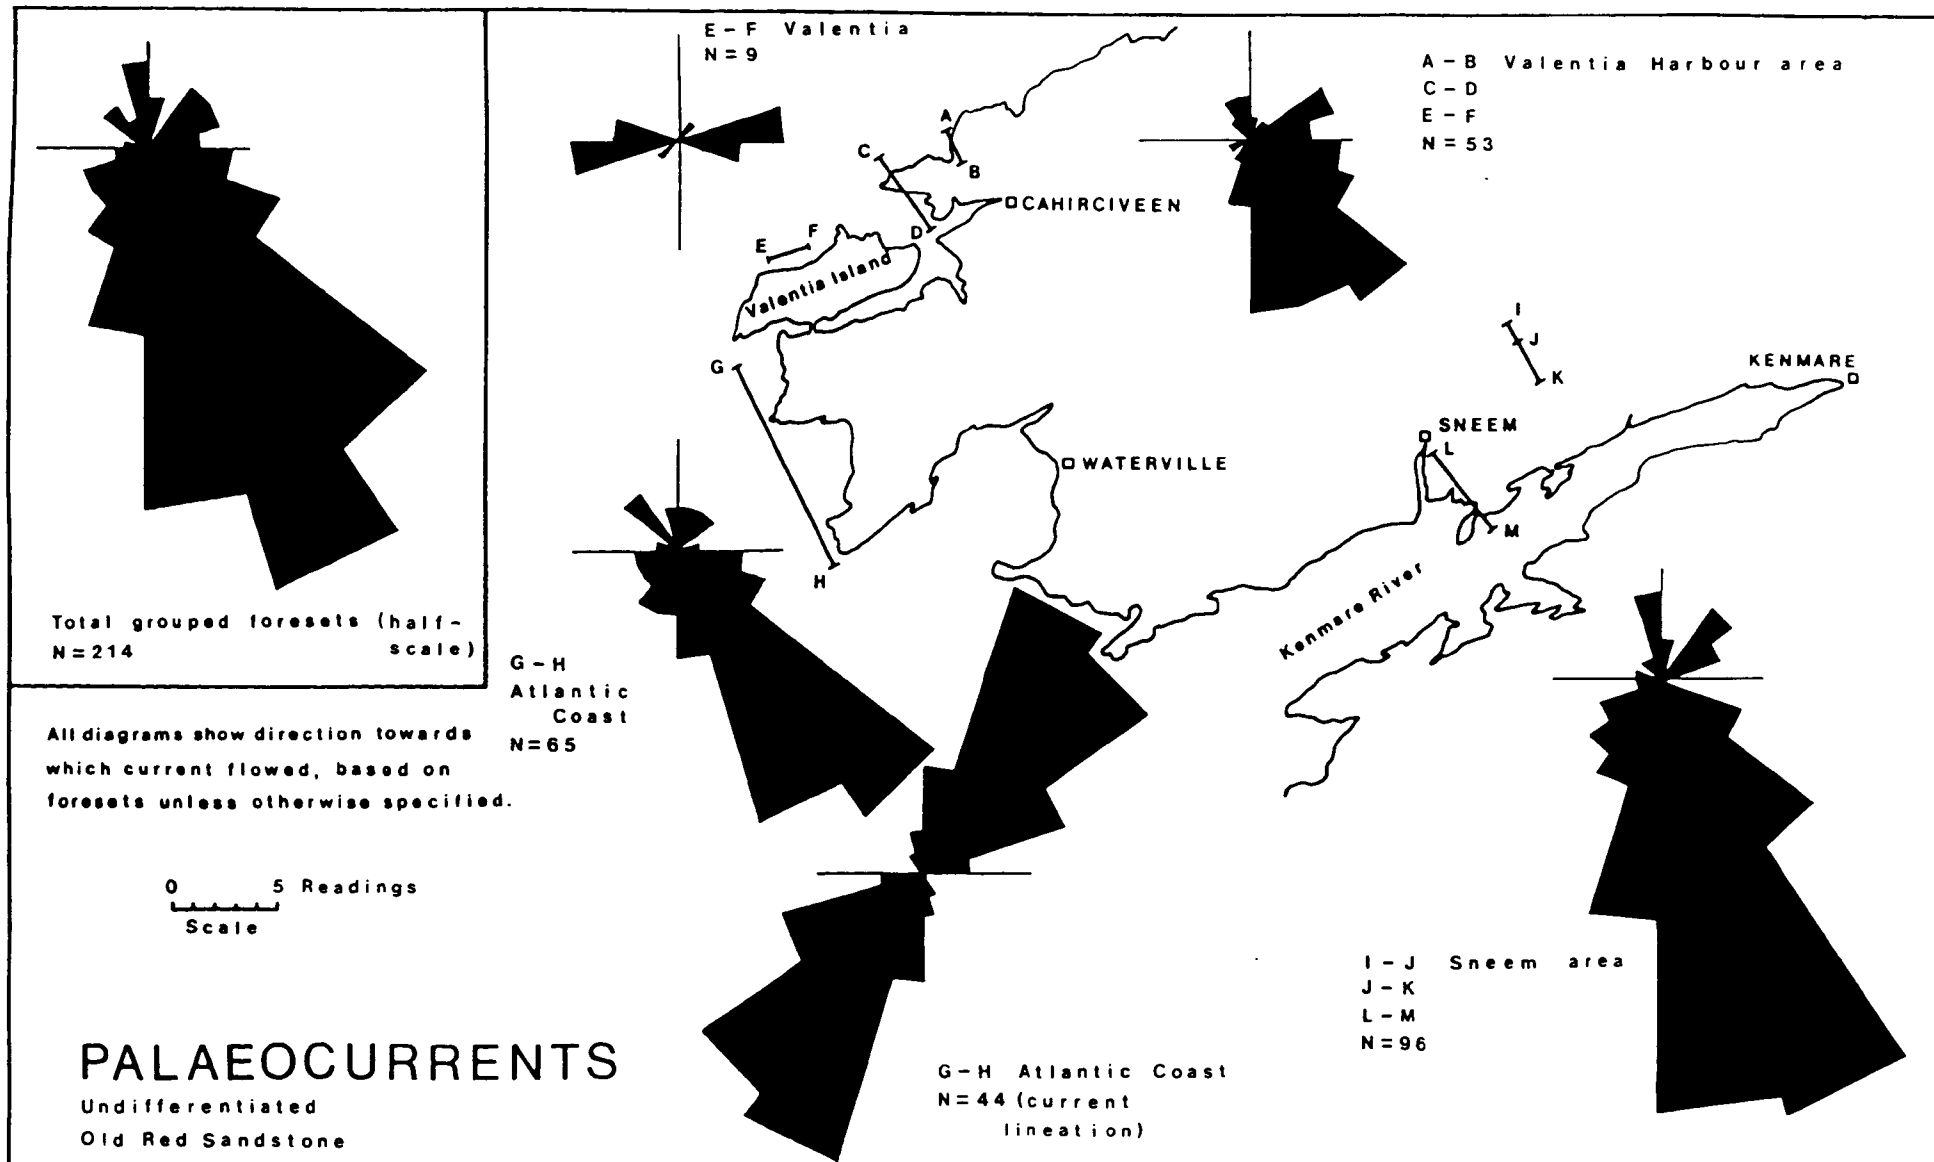 E-F Valentia
N=9
A-B Valentia Harbour area
C-D
E-F
N=53
A
B
C
D
CAHIRCIVEEN
E
F
Valentia Island
G
H
I
J
K
KENMARE
SNEEM
L
M
WATERVILLE
Kenmare River
Total grouped foresets (half-
N=214 scale)
G-H
Atlantic
Coast
N=65
All diagrams show direction towards
which current flowed, based on
foresets unless otherwise specified.
0 5 Readings
Scale
I-J Sneem area
J-K
L-M
N=96
G-H Atlantic Coast
N=44 (current
lineation)
PALAEOCURRENTS
Undifferentiated
Old Red Sandstone